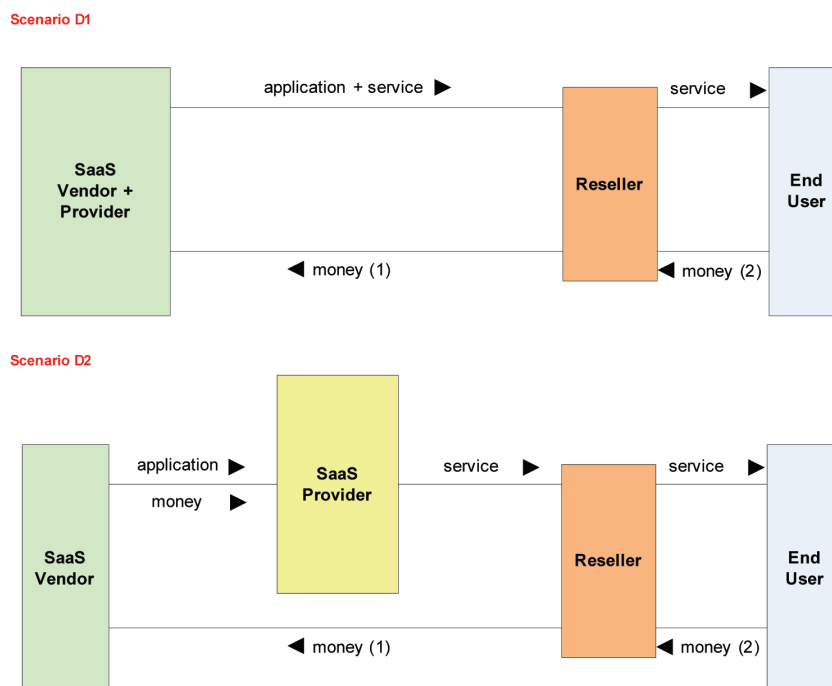 Scenario D1
application + service
service
SaaS
Vendor +
Provider
Reseller
End
User
money (1)
money (2)
Scenario D2
application
money
SaaS
Provider
service
service
SaaS
Vendor
Reseller
End
User
money (1)
money (2)